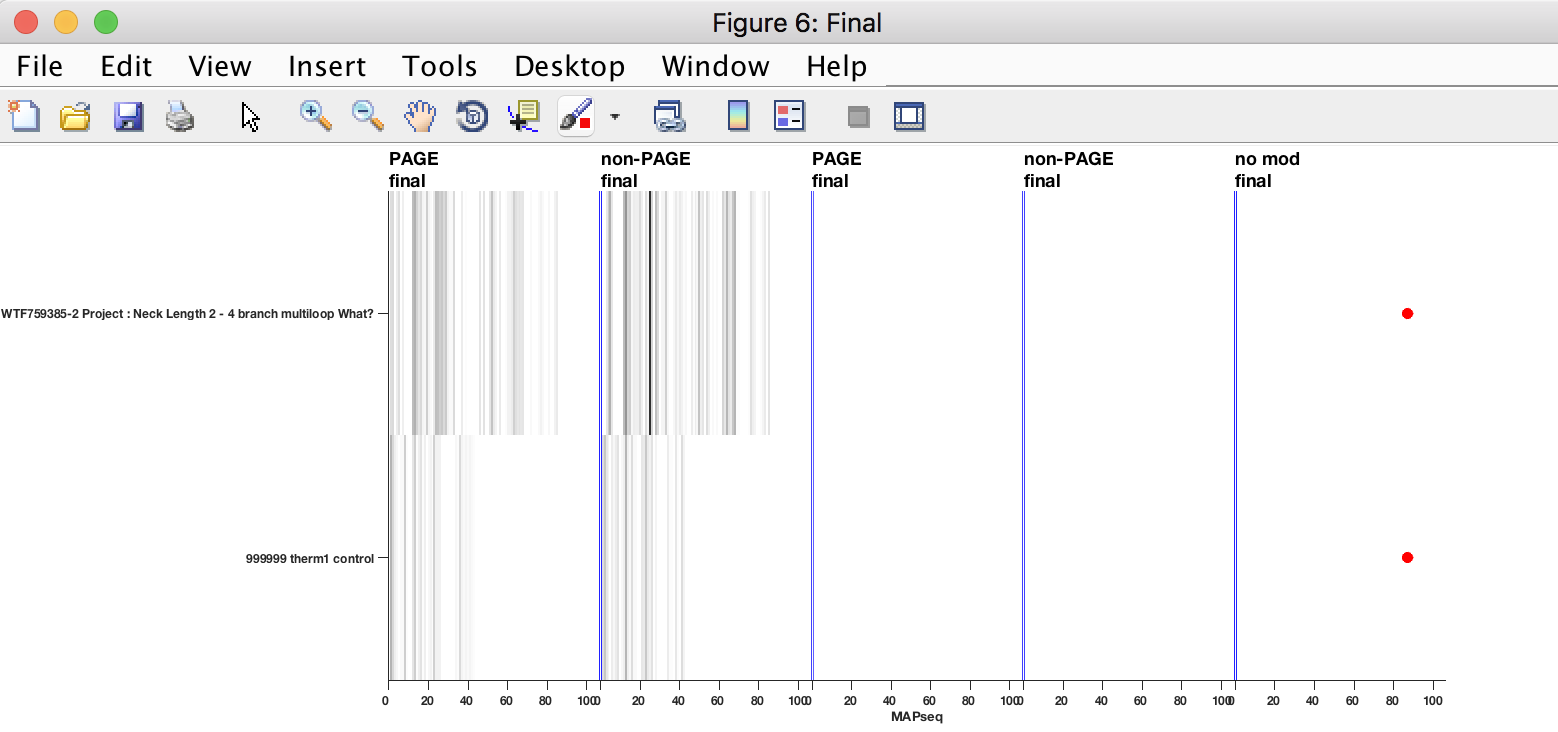 Figure 6: Final
File Edit View Insert Tools Desktop Window Help
PAGE final
non-PAGE final
PAGE final
non-PAGE final
no mod final
WTF759385-2 Project : Neck Length 2 - 4 branch multiloop What?
999999 therm1 control
0 20 40 60 80 100 0 20 40 60 80 100 0 20 40 60 80 100 0 20 40 60 80 100 0 20 40 60 80 100
MAPseq